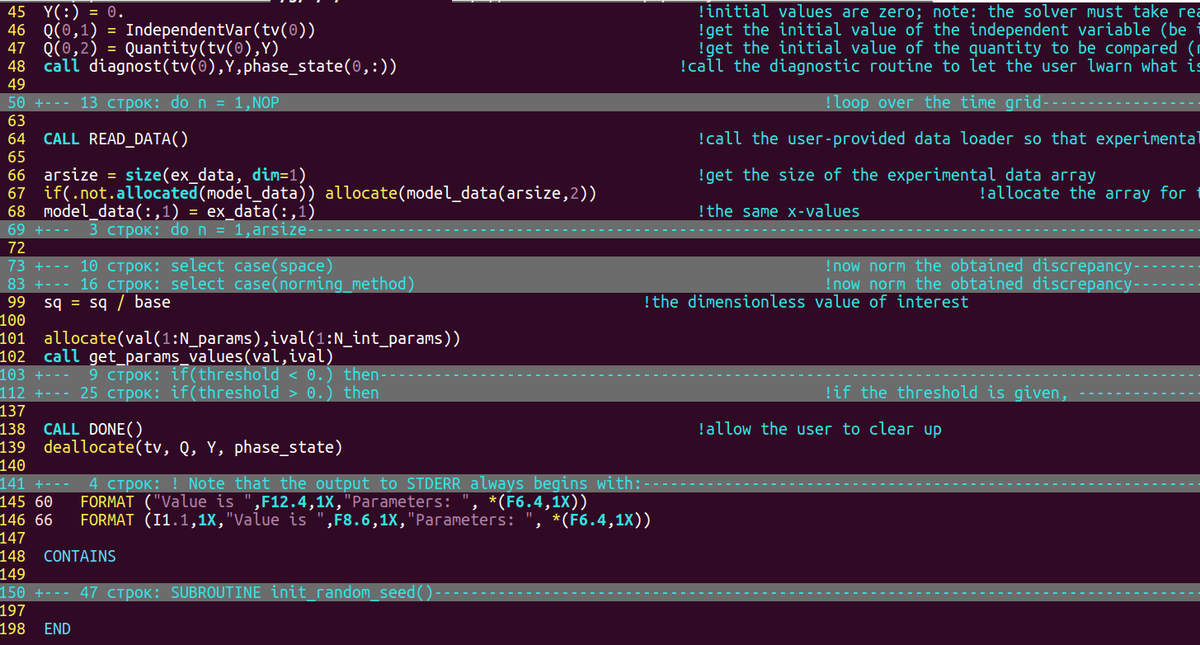 45 Y(:) = 0. !initial values are zero; note: the solver must take rea
46 Q(0,1) = IndependentVar(tv(0)) !get the initial value of the independent variable (be
47 Q(0,2) = Quantity(tv(0),Y) !get the initial value of the quantity to be compared (
48 call diagnost(tv(0),Y,phase_state(0,:)) !call the diagnostic routine to let the user lwarn what is
49
50 +--- 13 строк: do n = 1,NOP !loop over the time grid------------------
63
64 CALL READ_DATA() !call the user-provided data loader so that experimental
65
66 arsize = size(ex_data, dim=1) !get the size of the experimental data array
67 if(.not.allocated(model_data)) allocate(model_data(arsize,2)) !allocate the array for
68 model_data(:,1) = ex_data(:,1) !the same x-values
69 +--- 3 строк: do n = 1,arsize----------------------------------------------------------------------------------------------------
72
73 +--- 10 строк: select case(space) !now norm the obtained discrepancy--------
83 +--- 16 строк: select case(norming_method) !now norm the obtained discrepancy--------
99 sq = sq / base !the dimensionless value of interest
100
101 allocate(val(1:N_params),ival(1:N_int_params))
102 call get_params_values(val,ival)
103 +--- 9 строк: if(threshold < 0.) then--------------------------------------------------------------------------------------------
112 +--- 25 строк: if(threshold > 0.) then !if the threshold is given, --------------
137
138 CALL DONE() !allow the user to clear up
139 deallocate(tv, Q, Y, phase_state)
140
141 +--- 4 строк: ! Note that the output to STDERR always begins with:--------------------------------------------------------------
145 60 FORMAT ("Value is ",F12.4,1X,"Parameters: ", *(F6.4,1X))
146 66 FORMAT (I1.1,1X,"Value is ",F8.6,1X,"Parameters: ", *(F6.4,1X))
147
148 CONTAINS
149
150 +--- 47 строк: SUBROUTINE init_random_seed()--------------------------------------------------------------------------------------
197
198 END